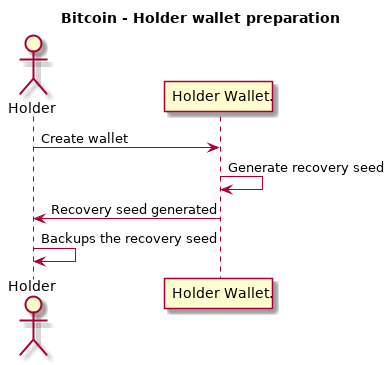 Bitcoin - Holder wallet preparation
Holder
Holder Wallet.
Create wallet
Generate recovery seed
Recovery seed generated
Backups the recovery seed
Holder
Holder Wallet.